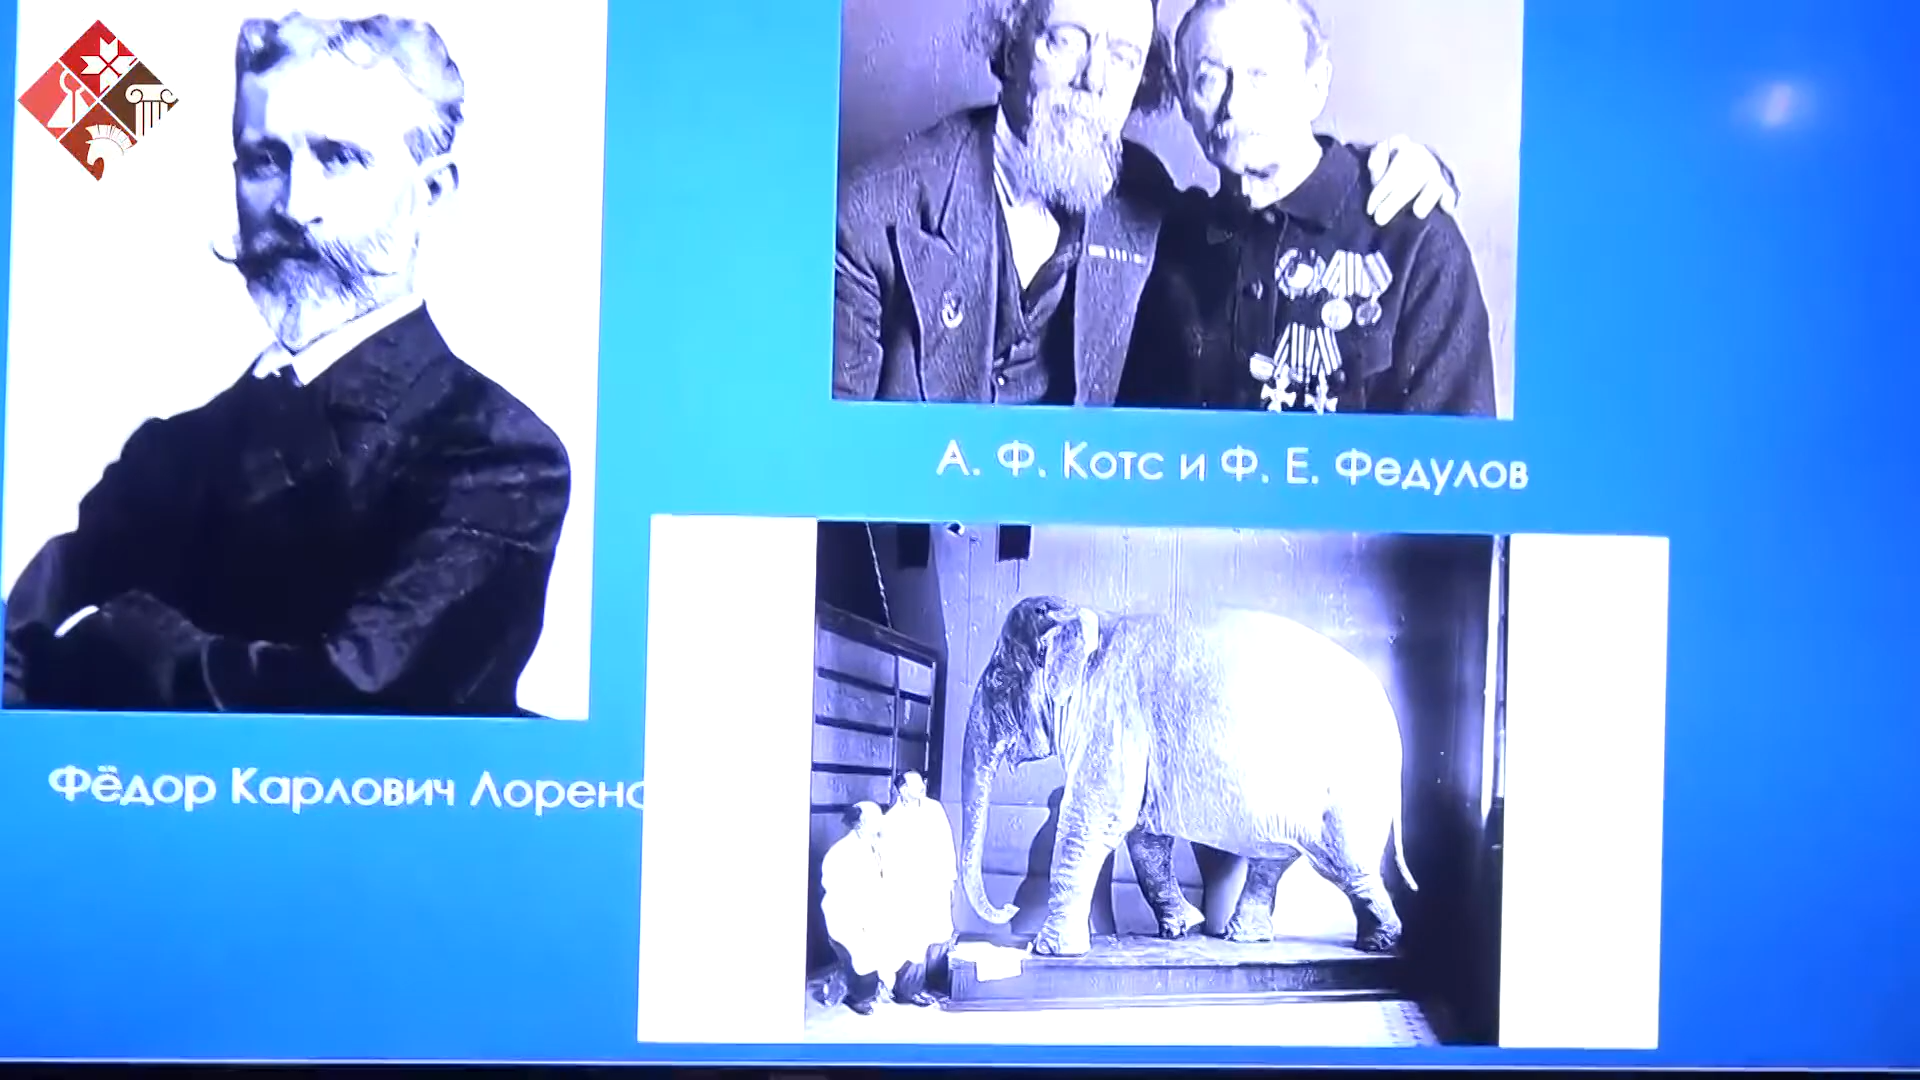 А. Ф. Котс и Ф. Е. Федулов
Фёдор Карлович